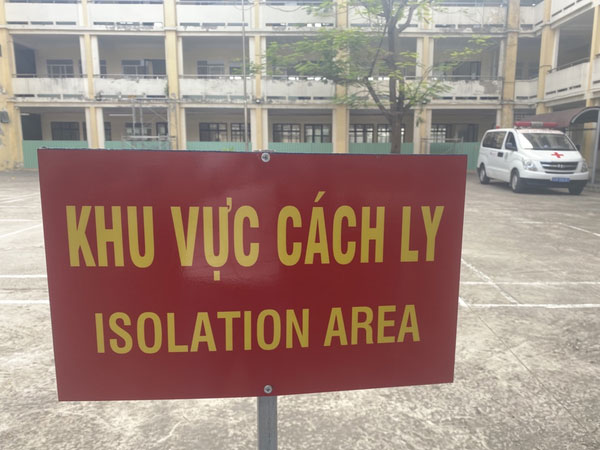 KHU VỰC CÁCH LY
ISOLATION AREA